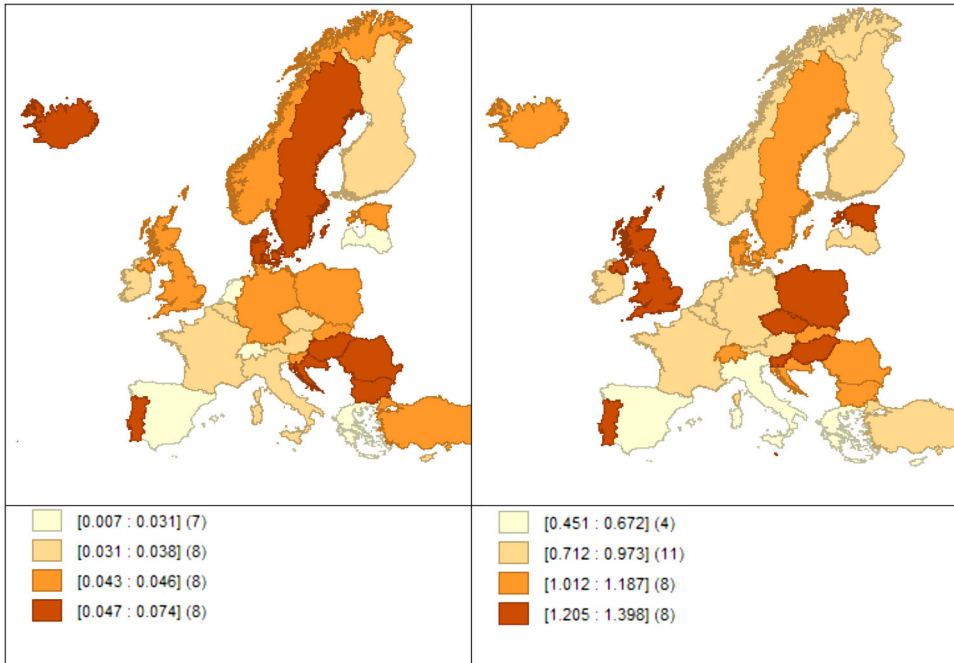 [0.007 : 0.031] (7)
[0.031 : 0.038] (8)
[0.043 : 0.046] (8)
[0.047 : 0.074] (8)
[0.451 : 0.672] (4)
[0.712 : 0.973] (11)
[1.012 : 1.187] (8)
[1.205 : 1.398] (8)